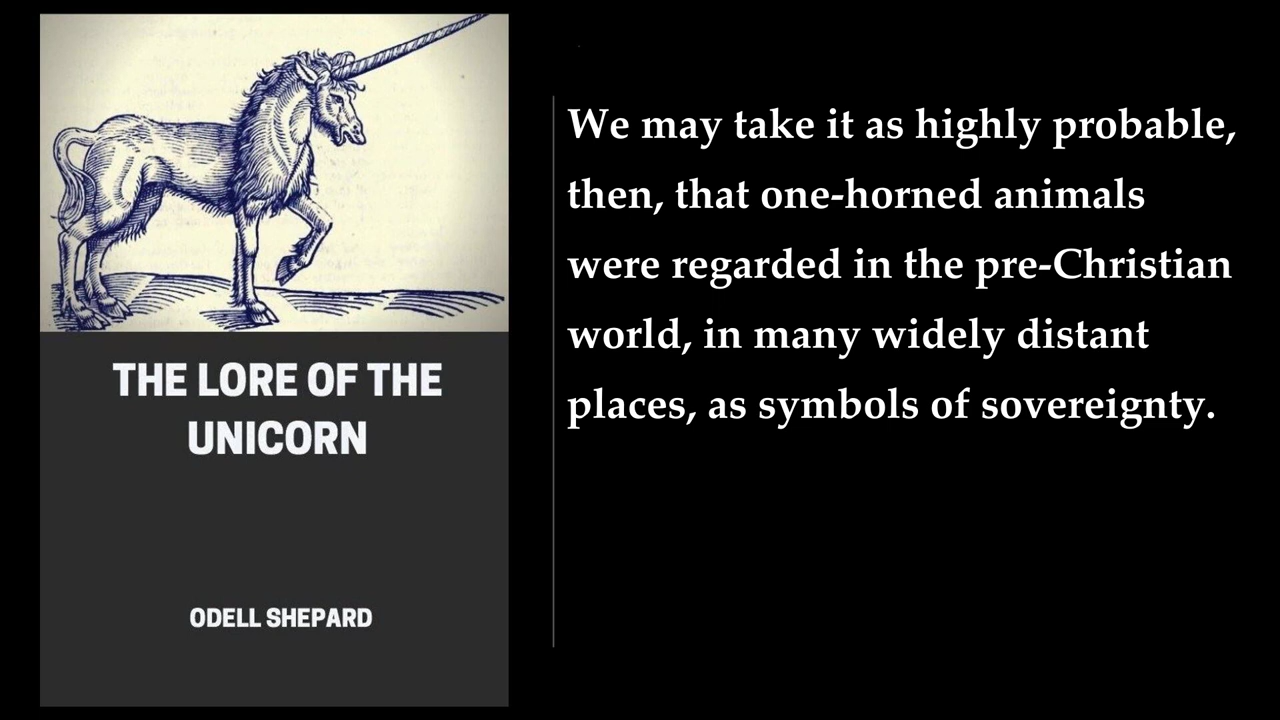 THE LORE OF THE
UNICORN
ODELL SHEPARD
We may take it as highly probable,
then, that one-horned animals
were regarded in the pre-Christian
world, in many widely distant
places, as symbols of sovereignty.